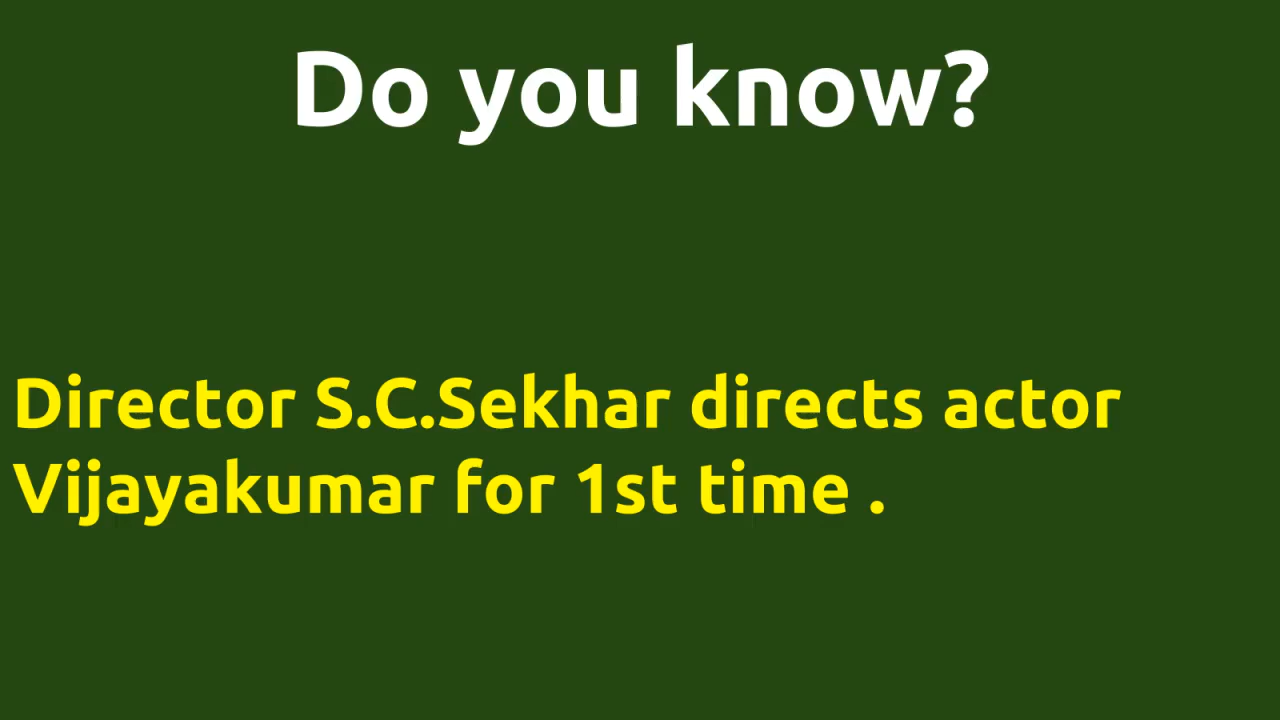 Do you know?
Director S.C.Sekhar directs actor
Vijayakumar for 1st time .